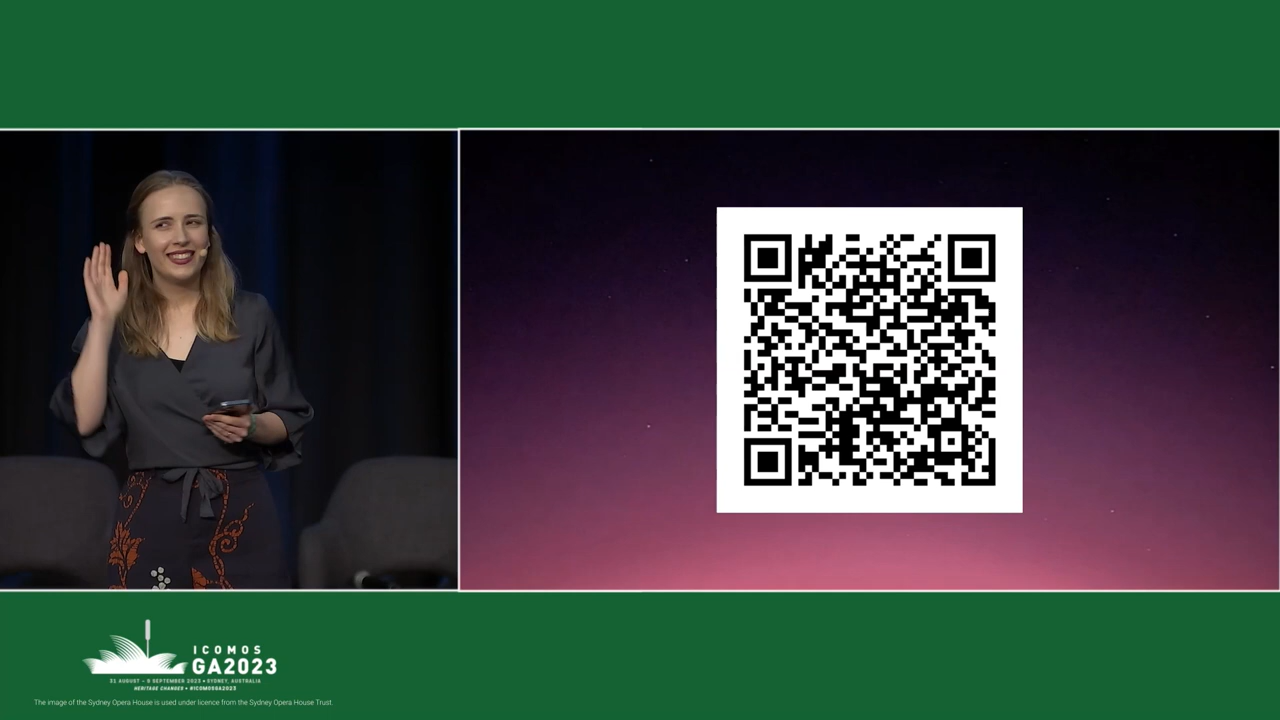 ICOMOS
GA2023
31 AUGUST – 9 SEPTEMBER 2023 • SYDNEY, AUSTRALIA
HERITAGE CHANGES • #ICOMOSGA2023
The image of the Sydney Opera House is used under licence from the Sydney Opera House Trust.